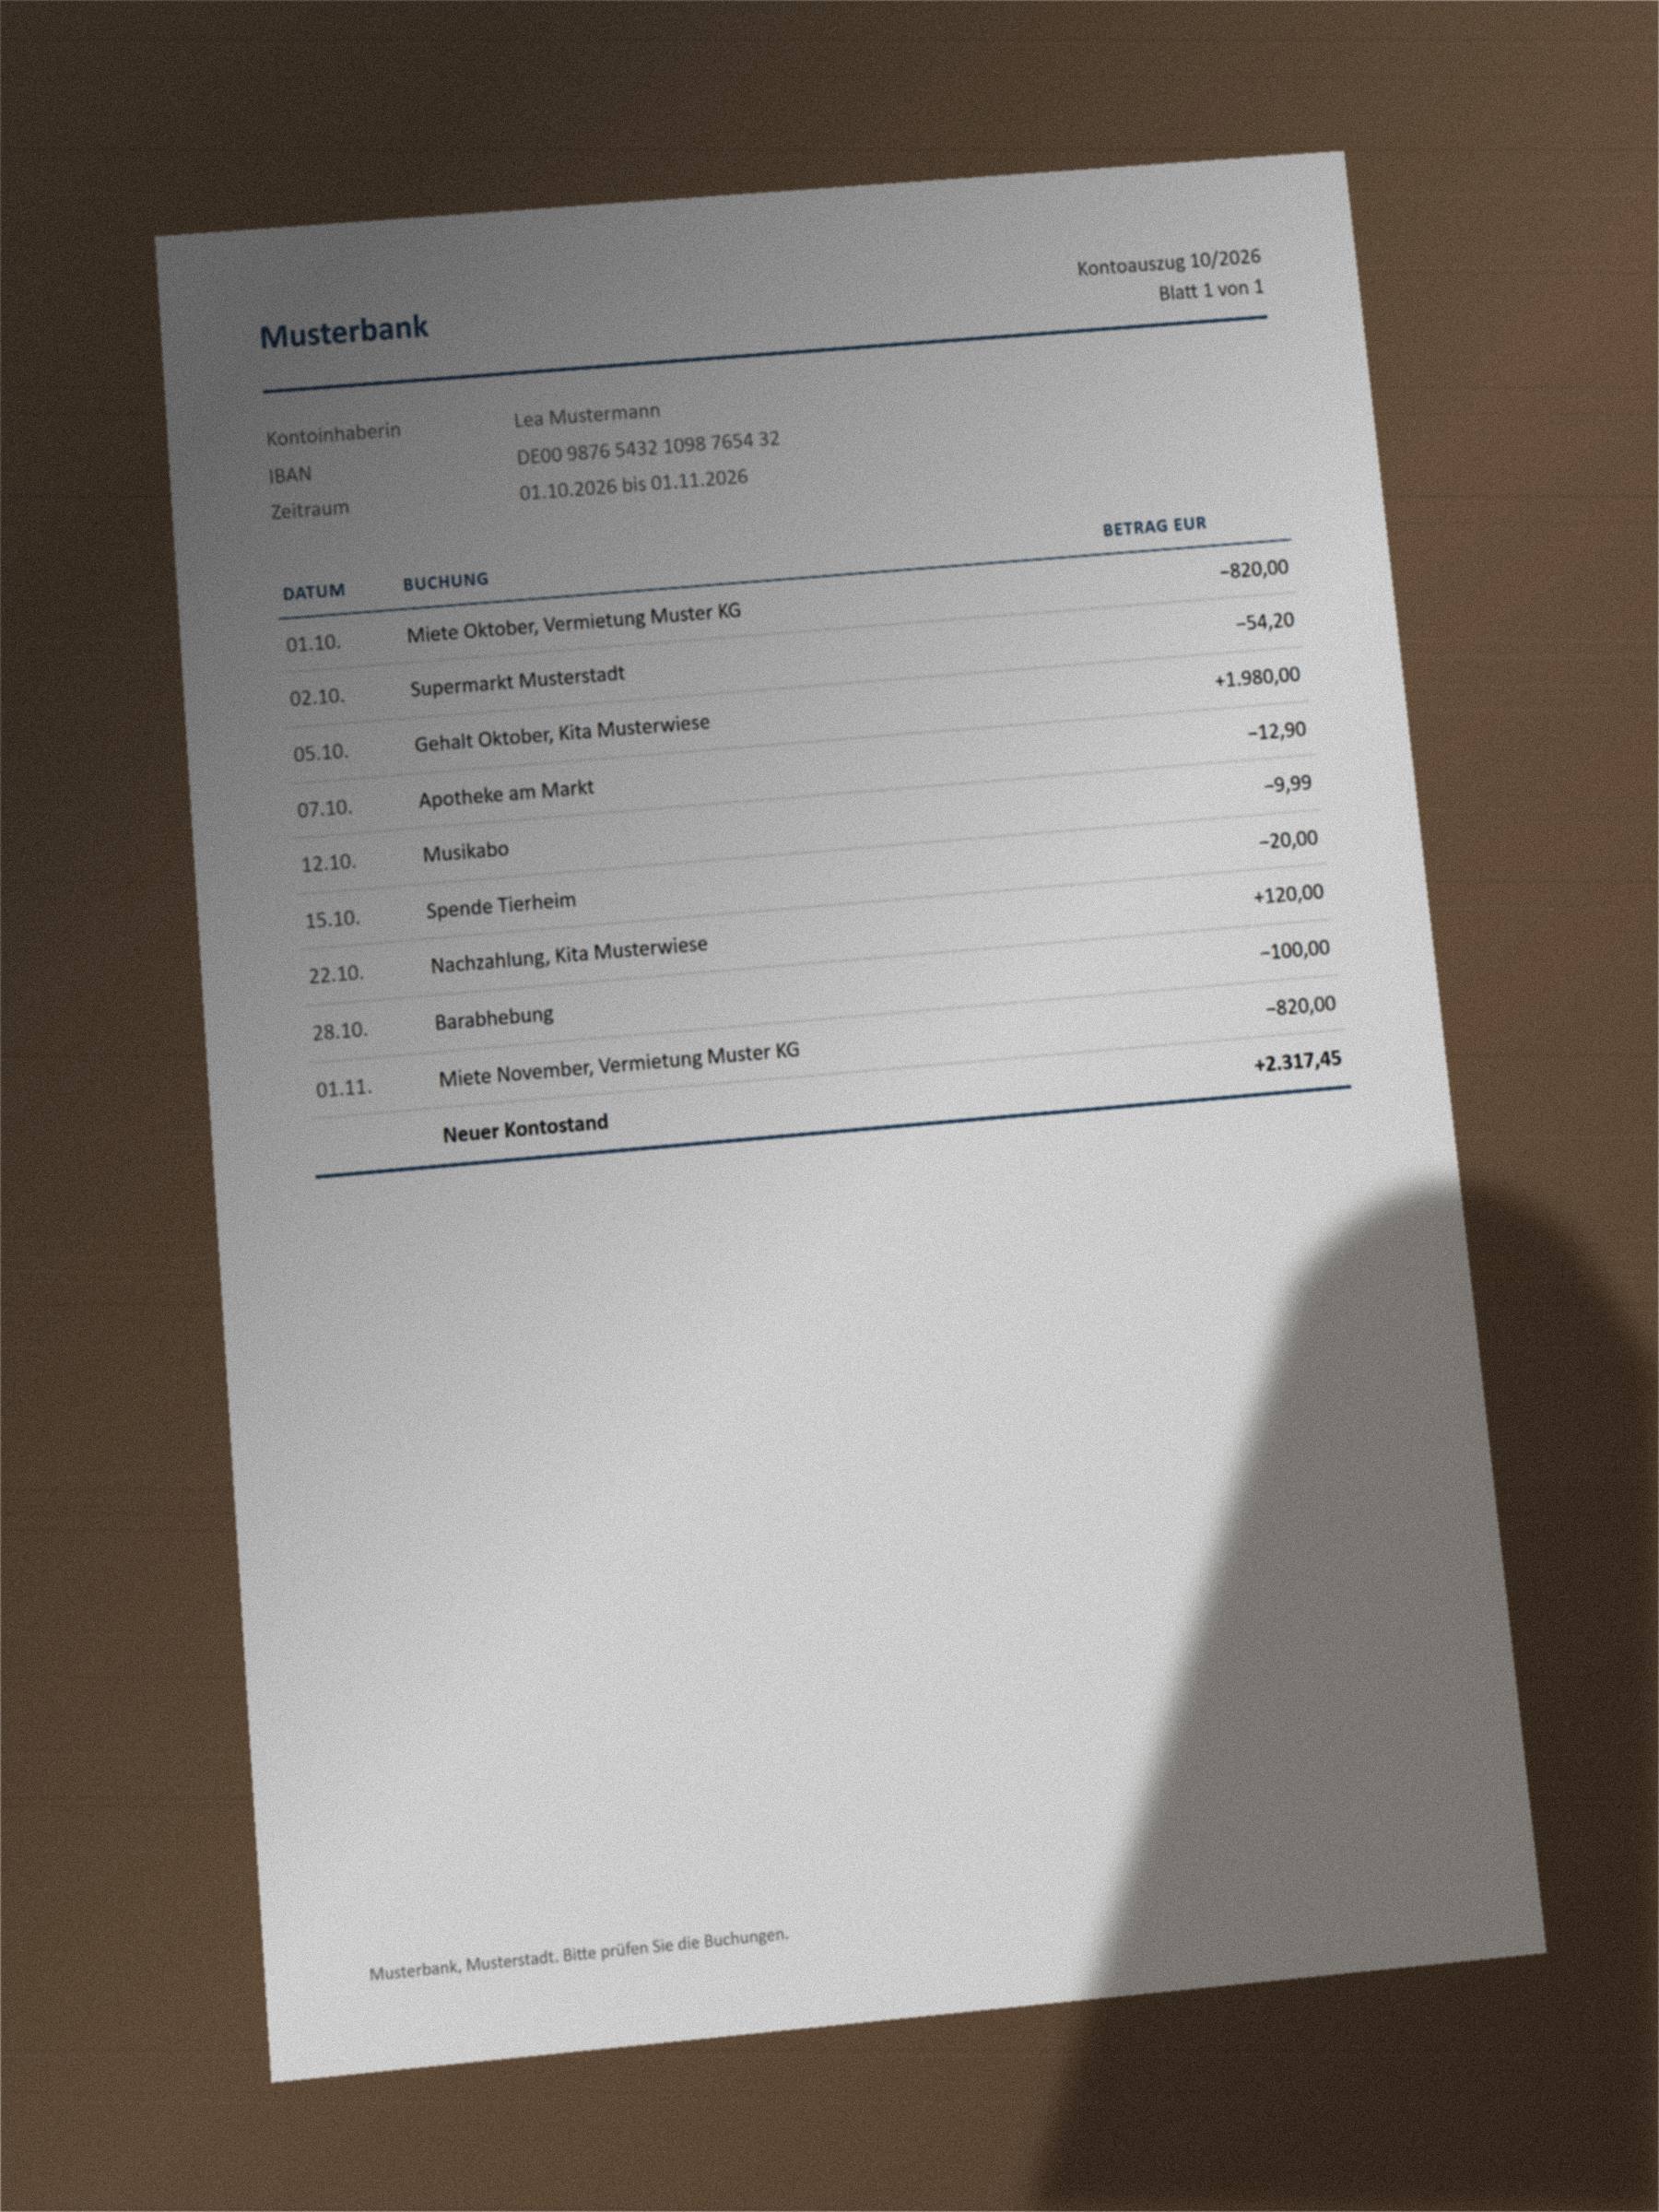 Kontoauszug 10/2026
Blatt 1 von 1
Musterbank
Kontoinhaberin Lea Mustermann
IBAN DE00 9876 5432 1098 7654 32
Zeitraum 01.10.2026 bis 01.11.2026
DATUM BUCHUNG BETRAG EUR
01.10. Miete Oktober, Vermietung Muster KG −820,00
02.10. Supermarkt Musterstadt −54,20
05.10. Gehalt Oktober, Kita Musterwiese +1.980,00
07.10. Apotheke am Markt −12,90
12.10. Musikabo −9,99
15.10. Spende Tierheim −20,00
22.10. Nachzahlung, Kita Musterwiese +120,00
28.10. Barabhebung −100,00
01.11. Miete November, Vermietung Muster KG −820,00
Neuer Kontostand +2.317,45
Musterbank, Musterstadt. Bitte prüfen Sie die Buchungen.